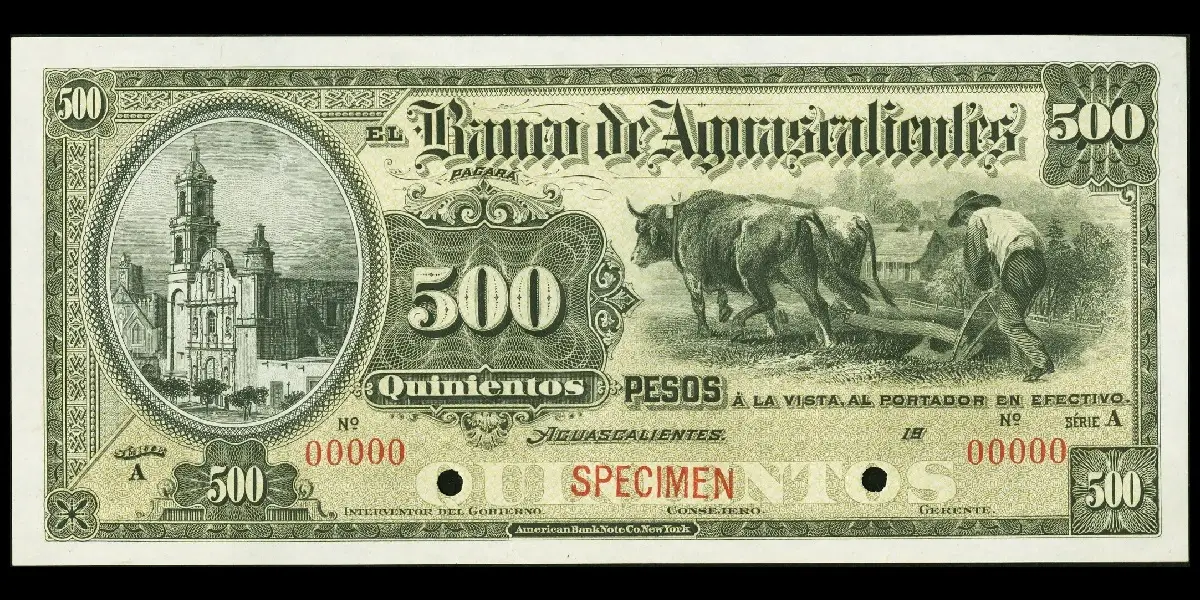 500
500
EL Banco de Aguascalientes
PAGARÁ
500
Quinientos PESOS Á LA VISTA, AL PORTADOR EN EFECTIVO.
Nº
Nº SÉRIE A
AGUASCALIENTES. 18
00000
00000
SÉRIE A
QUINIENTOS
SPECIMEN
500
500
INTERVENTOR DEL GOBIERNO. CONSEJERO. GERENTE.
American Bank Note Co. New York